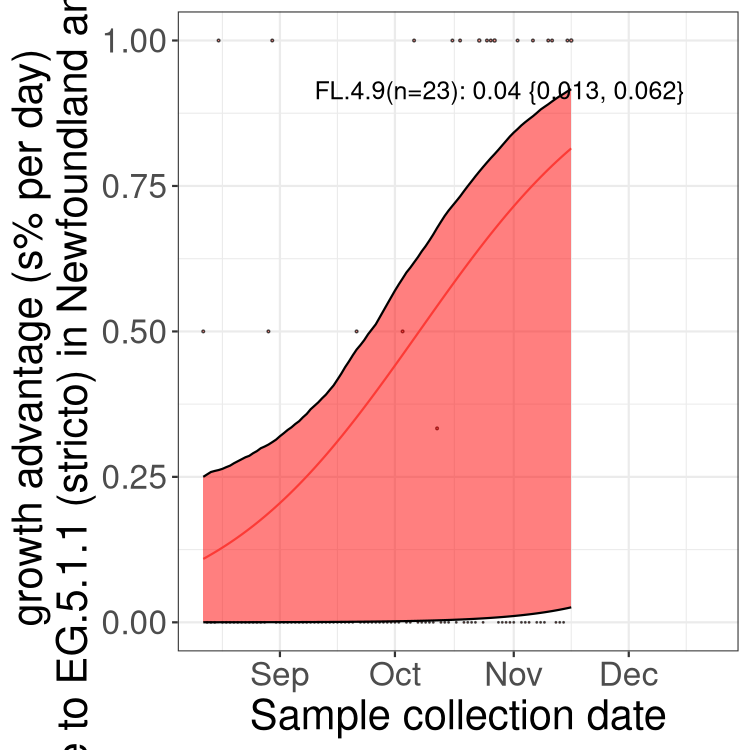 growth advantage (s% per day)
to EG.5.1.1 (stricto) in Newfoundland
1.00
0.75
0.50
0.25
0.00
FL.4.9(n=23): 0.04 {0.013, 0.062}
Sep Oct Nov Dec
Sample collection date